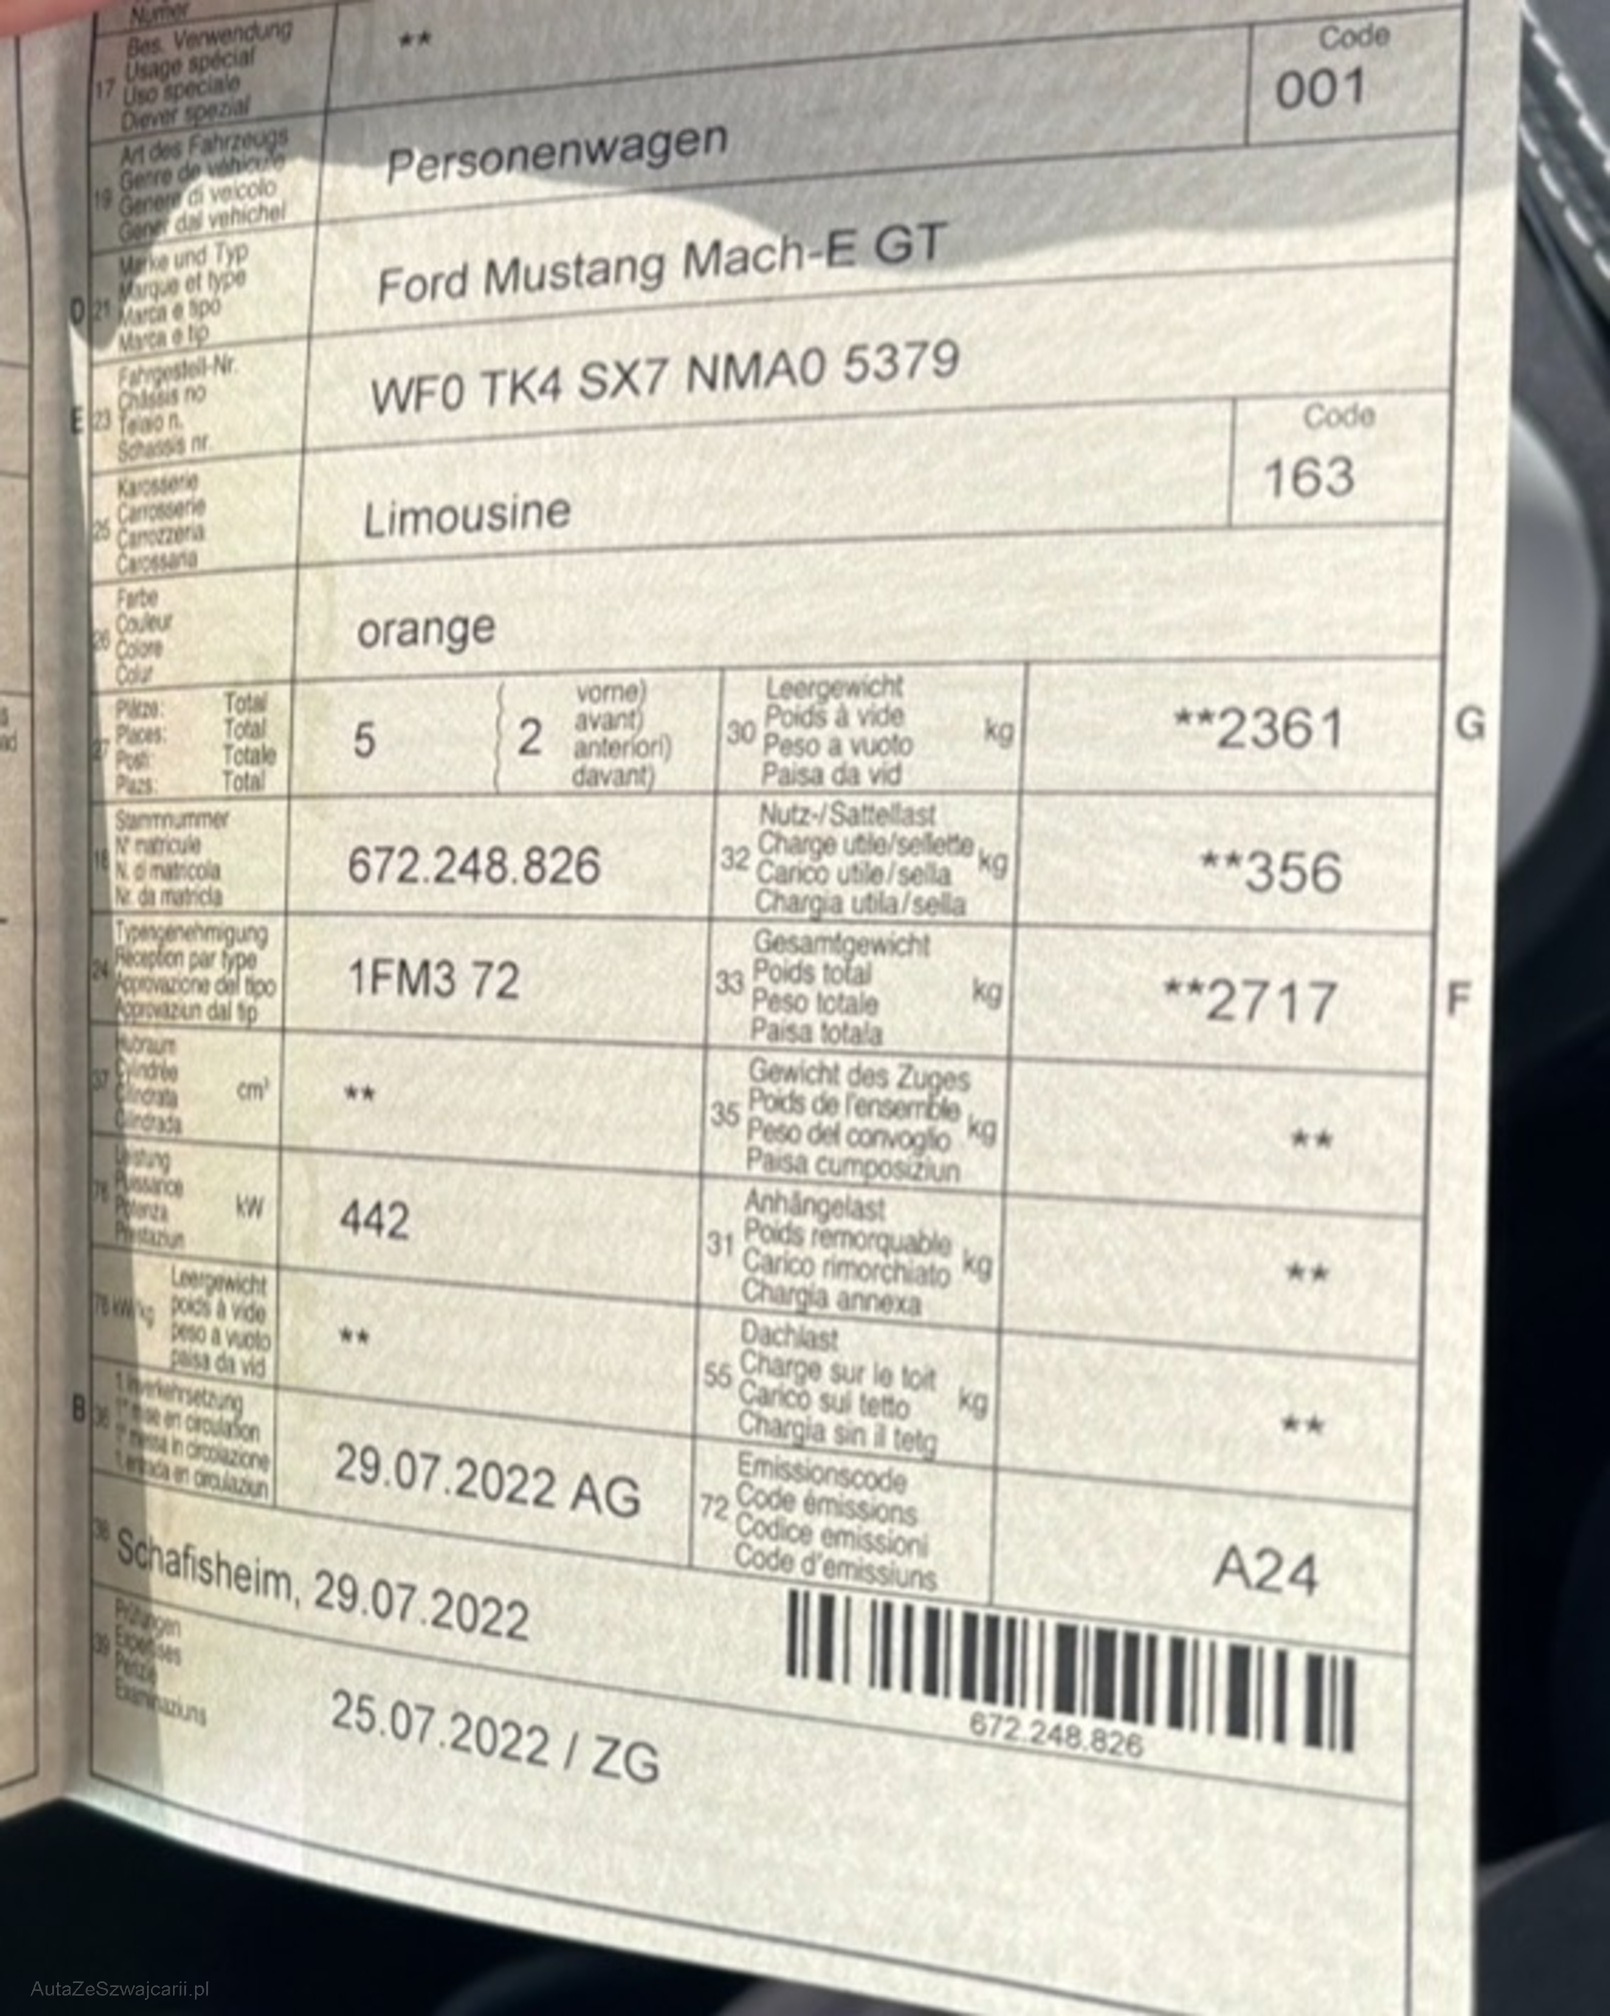 Numer
Bes. Verwendung
**
Usage spécial
17 Uso speciale
Diever spezial
Code
001
Art des Fahrzeugs
Genre de véhicule
19 Genere di veicolo
Gener dal vehichel
Personenwagen
Marke und Typ
Marque et type
D 21 Marca e tipo
Marca e tip
Ford Mustang Mach-E GT
Fahrgestell-Nr.
Châssis no
E 23 Telaio n.
Schassis nr.
WF0 TK4 SX7 NMA0 5379
Karosserie
Carrosserie
25 Carrozzeria
Carossaria
Limousine
Code
163
Farbe
Couleur
26 Colore
Colur
orange
Plätze: Total
Places: Total
27 Posti: Totale
Plazs: Total
5 ( 2 vorne)
avant)
anteriori)
davant)
Leergewicht
30 Poids à vide kg
Peso a vuoto
Paisa da vid
**2361 G
Stammnummer
N° matricule
18 N. di matricola
Nr. da matricla
672.248.826
Nutz-/Sattellast
32 Charge utile/sellette kg
Carico utile/sella
Chargia utila/sella
**356
Typengenehmigung
Réception par type
24 Approvazione del tipo
Approvaziun dal tip
1FM3 72
Gesamtgewicht
33 Poids total kg
Peso totale
Paisa totala
**2717 F
Hubraum
37 Cylindrée cm³
Cilindrata
Cilindrada
**
Gewicht des Zuges
35 Poids de l'ensemble kg
Peso del convoglio
Paisa cumposiziun
**
Leistung
76 Puissance kW
Potenza
Prestaziun
442
Anhängelast
31 Poids remorquable kg
Carico rimorchiato
Chargia annexa
**
Leergewicht
78 kW/kg poids à vide
peso a vuoto
paisa da vid
**
Dachlast
55 Charge sur le toit kg
Carico sul tetto
Chargia sin il tetg
**
1. Inverkehrsetzung
B 36 1re mise en circulation
1a messa in circolazione
1. entrada en circulaziun
29.07.2022 AG
Emissionscode
72 Code émissions
Codice emissioni
Code d'emissiuns
A24
38 Schafisheim, 29.07.2022
672.248.826
Prüfungen
39 Expertises
Perizie
Examinaziuns
25.07.2022 / ZG
AutaZeSzwajcarii.pl